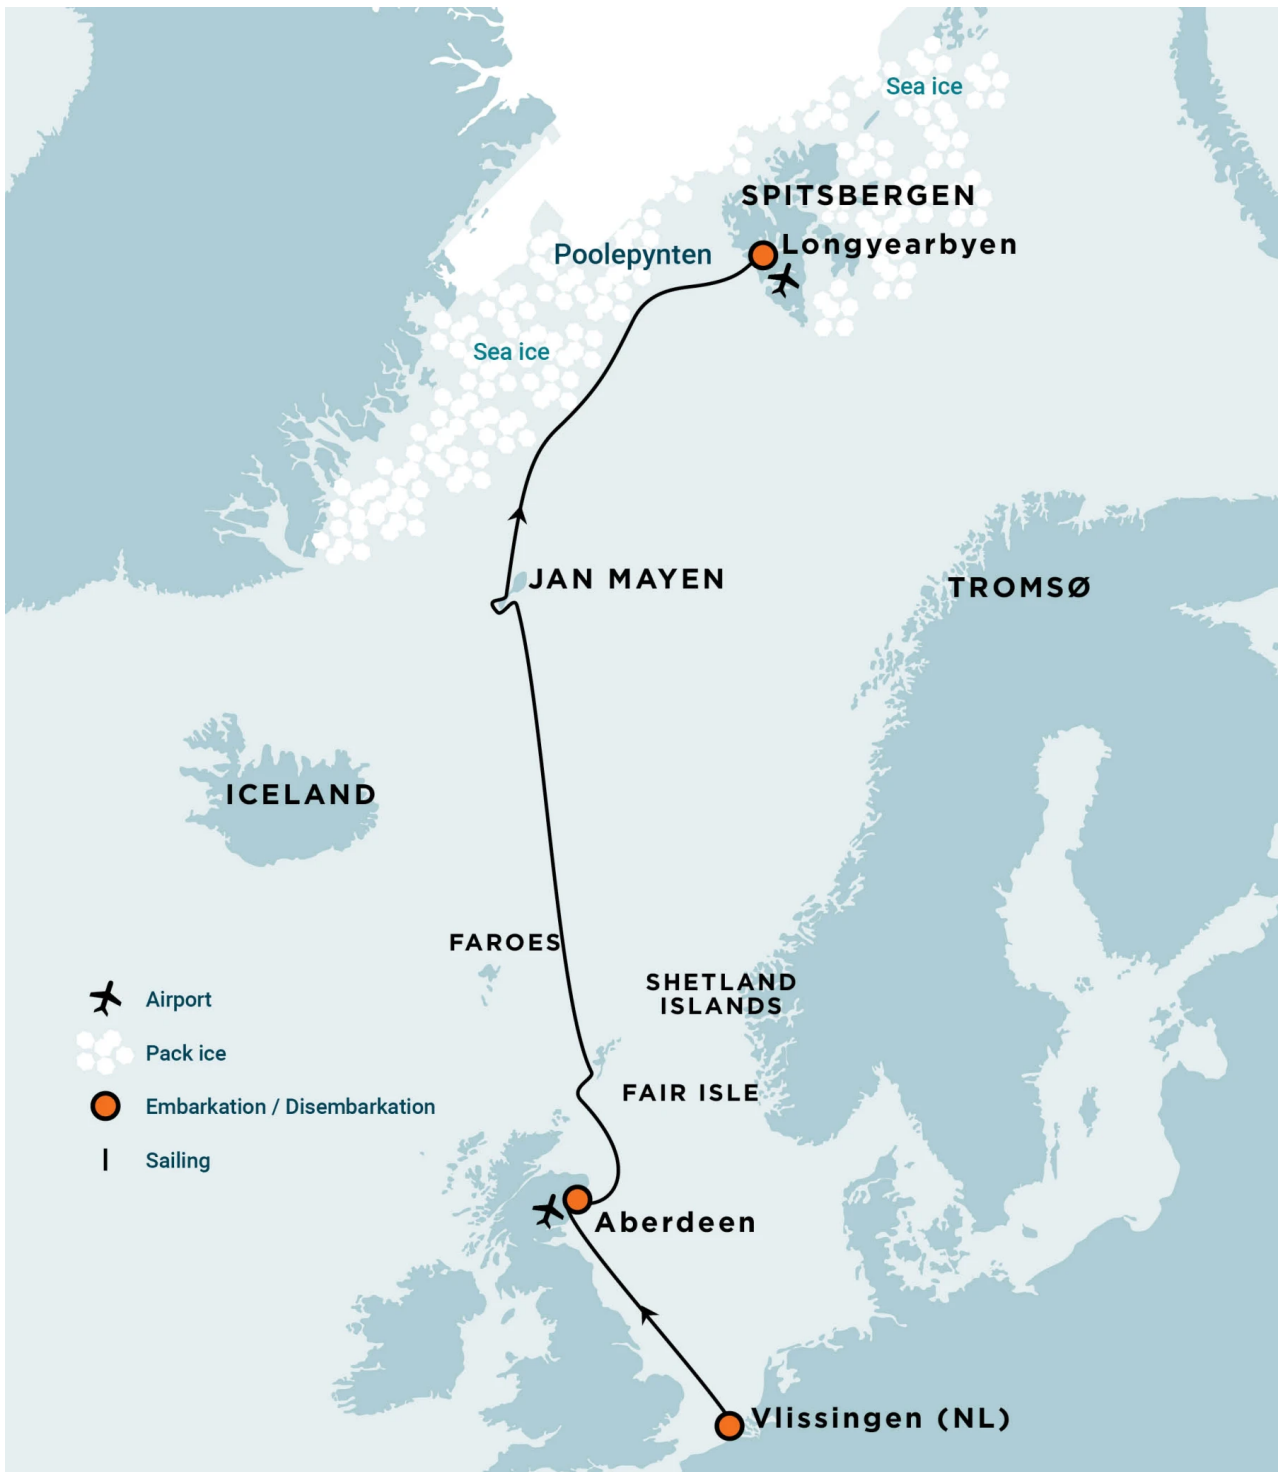 Sea ice
SPITSBERGEN
Longyearbyen
Poolepynten
Sea ice
JAN MAYEN
TROMSØ
ICELAND
FAROES
SHETLAND
ISLANDS
Airport
Pack ice
FAIR ISLE
Embarkation / Disembarkation
Sailing
Aberdeen
Vlissingen (NL)